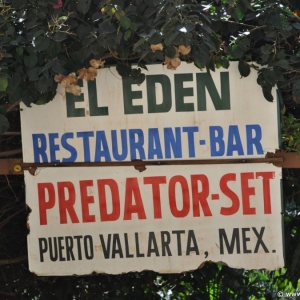 EL EDEN
RESTAURANT-BAR
PREDATOR-SET
PUERTO VALLARTA, MEX.